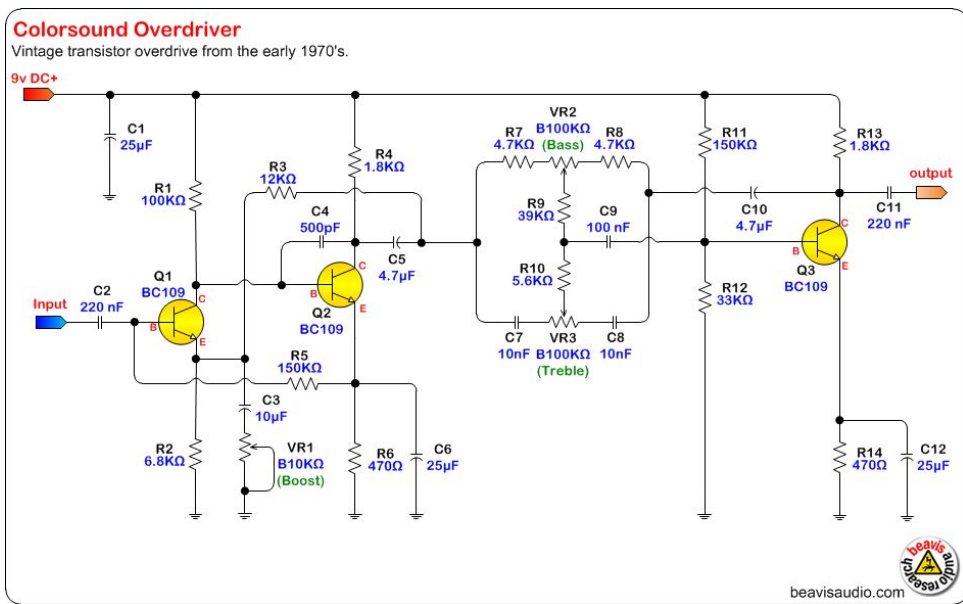 Colorsound Overdriver
Vintage transistor overdrive from the early 1970's.
9v DC+
C1
25µF
R1
100KΩ
R3
12KΩ
R4
1.8KΩ
C4
500pF
C5
4.7µF
R7
4.7KΩ
VR2
B100KΩ
(Bass)
R8
4.7KΩ
R9
39KΩ
C9
100 nF
R10
5.6KΩ
C7
10nF
VR3
B100KΩ
(Treble)
C8
10nF
R11
150KΩ
R12
33KΩ
C10
4.7µF
R13
1.8KΩ
output
C11
220 nF
C
B
E
Q3
BC109
Input
C2
220 nF
Q1
BC109
C
B
E
Q2
BC109
C
B
E
R5
150KΩ
C3
10µF
R2
6.8KΩ
VR1
B10KΩ
(Boost)
R6
470Ω
C6
25µF
R14
470Ω
C12
25µF
beavis audio research
beavisaudio.com